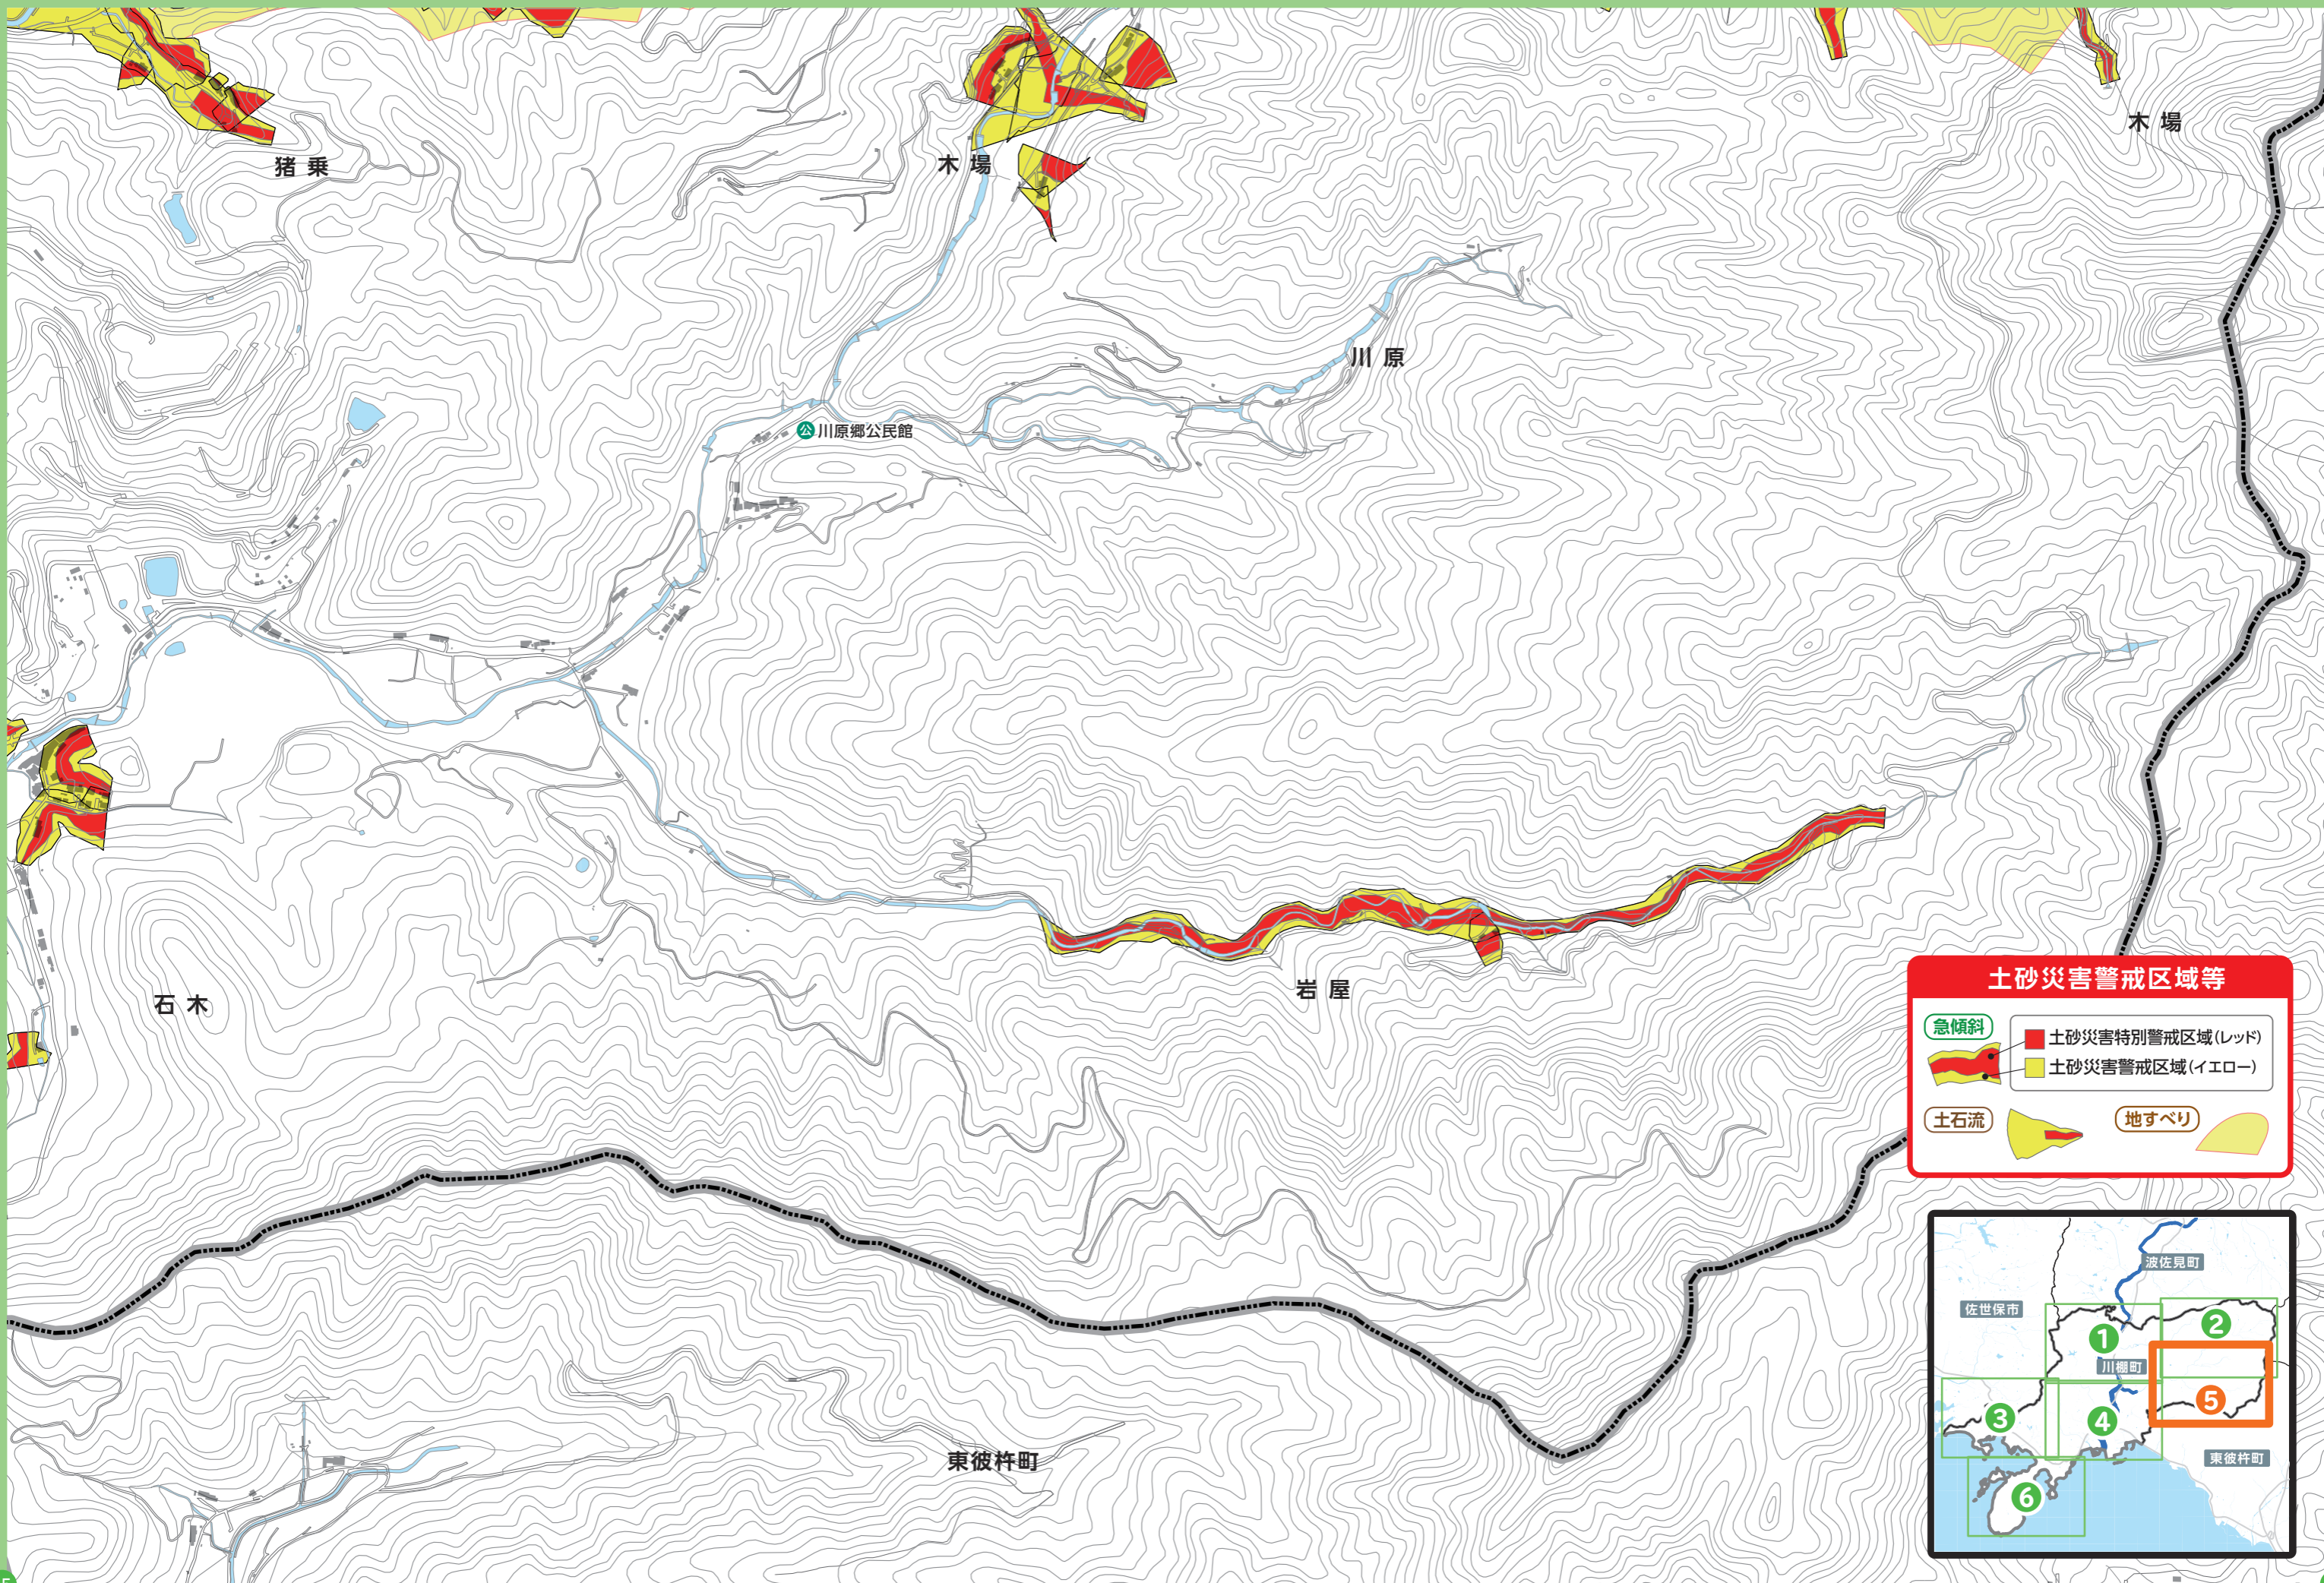 猪乗
木場
木場
川原
公 川原郷公民館
岩屋
石木
東彼杵町
土砂災害警戒区域等
急傾斜
土砂災害特別警戒区域(レッド)
土砂災害警戒区域(イエロー)
土石流
地すべり
波佐見町
佐世保市
1
2
川棚町
5
3
4
東彼杵町
6
5